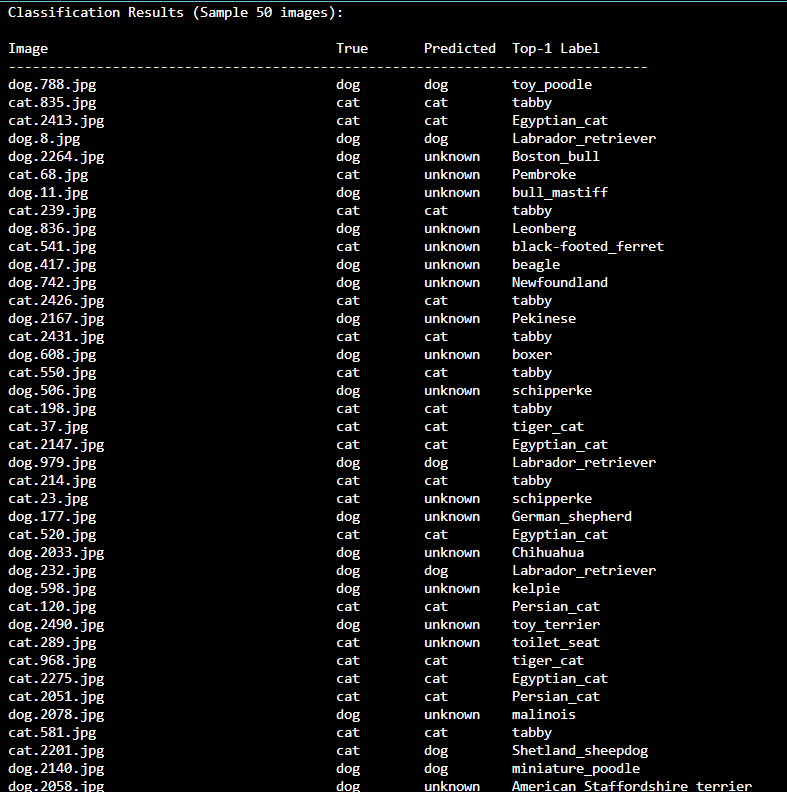 Classification Results (Sample 50 images):
Image True Predicted Top-1 Label
--------------------------------------------------------------------------------
dog.788.jpg dog dog toy_poodle
cat.835.jpg cat cat tabby
cat.2413.jpg cat cat Egyptian_cat
dog.8.jpg dog dog Labrador_retriever
dog.2264.jpg dog unknown Boston_bull
cat.68.jpg cat unknown Pembroke
dog.11.jpg dog unknown bull_mastiff
cat.239.jpg cat cat tabby
dog.836.jpg dog unknown Leonberg
cat.541.jpg cat unknown black-footed_ferret
dog.417.jpg dog unknown beagle
dog.742.jpg dog unknown Newfoundland
cat.2426.jpg cat cat tabby
dog.2167.jpg dog unknown Pekinese
cat.2431.jpg cat cat tabby
dog.608.jpg dog unknown boxer
cat.550.jpg cat cat tabby
dog.506.jpg dog unknown schipperke
cat.198.jpg cat cat tabby
cat.37.jpg cat cat tiger_cat
cat.2147.jpg cat cat Egyptian_cat
dog.979.jpg dog dog Labrador_retriever
cat.214.jpg cat cat tabby
cat.23.jpg cat unknown schipperke
dog.177.jpg dog unknown German_shepherd
cat.520.jpg cat cat Egyptian_cat
dog.2033.jpg dog unknown Chihuahua
dog.232.jpg dog dog Labrador_retriever
dog.598.jpg dog unknown kelpie
cat.120.jpg cat cat Persian_cat
dog.2490.jpg dog unknown toy_terrier
cat.289.jpg cat unknown toilet_seat
cat.968.jpg cat cat tiger_cat
cat.2275.jpg cat cat Egyptian_cat
cat.2051.jpg cat cat Persian_cat
dog.2078.jpg dog unknown malinois
cat.581.jpg cat cat tabby
cat.2201.jpg cat dog Shetland_sheepdog
dog.2140.jpg dog dog miniature_poodle
dog.2058.jpg dog unknown American_Staffordshire_terrier